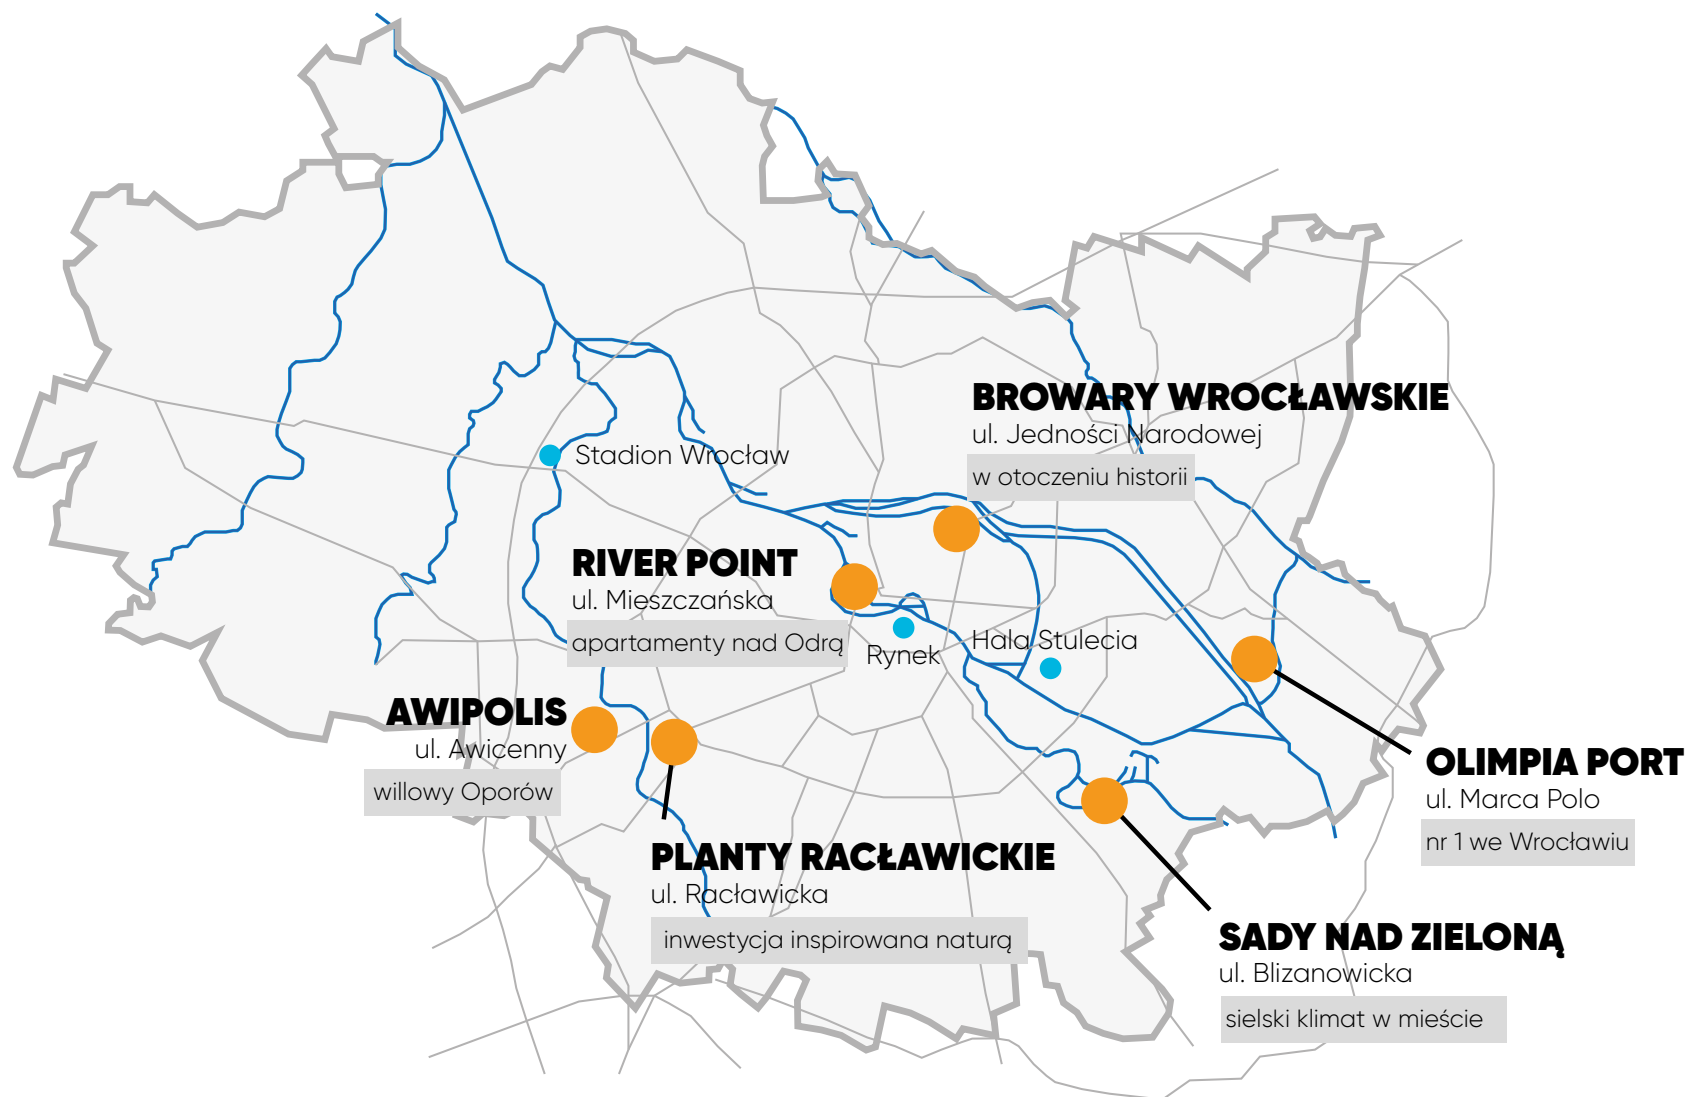 BROWARY WROCŁAWSKIE
ul. Jedności Narodowej
w otoczeniu historii
Stadion Wrocław
RIVER POINT
ul. Mieszczańska
apartamenty nad Odrą
Rynek
Hala Stulecia
AWIPOLIS
ul. Awicenny
willowy Oporów
OLIMPIA PORT
ul. Marca Polo
nr 1 we Wrocławiu
PLANTY RACŁAWICKIE
ul. Racławicka
inwestycja inspirowana naturą
SADY NAD ZIELONĄ
ul. Blizanowicka
sielski klimat w mieście